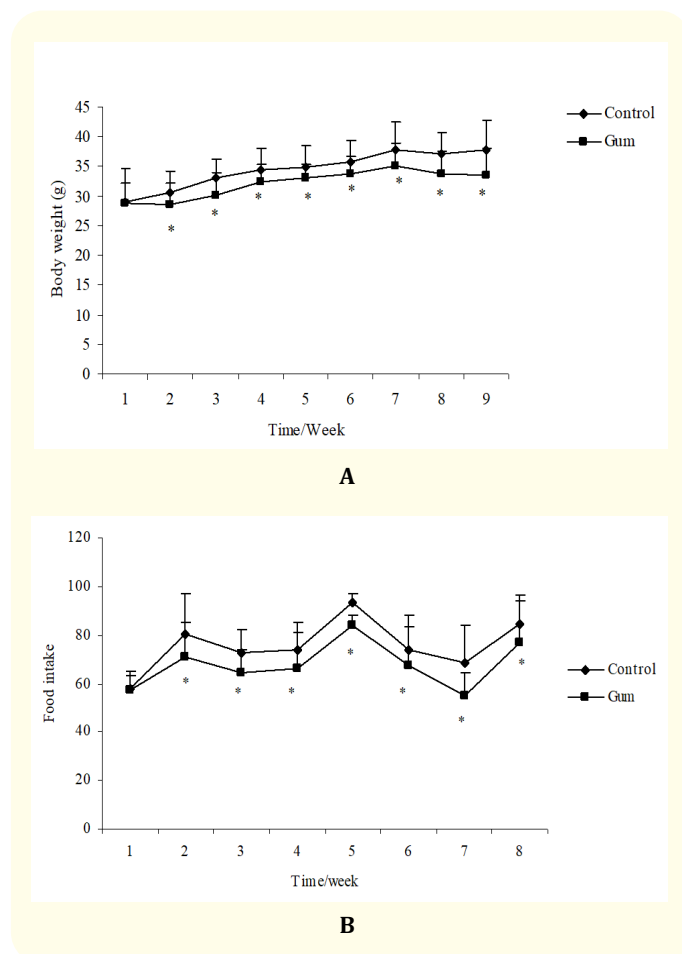 45
40
35
30
25
20
15
10
5
0
Body weight (g)
Control
Gum
* * * * * * * *
1 2 3 4 5 6 7 8 9
Time/Week
A
120
100
80
60
40
20
0
Food intake
Control
Gum
* * * * * * *
1 2 3 4 5 6 7 8
Time/week
B